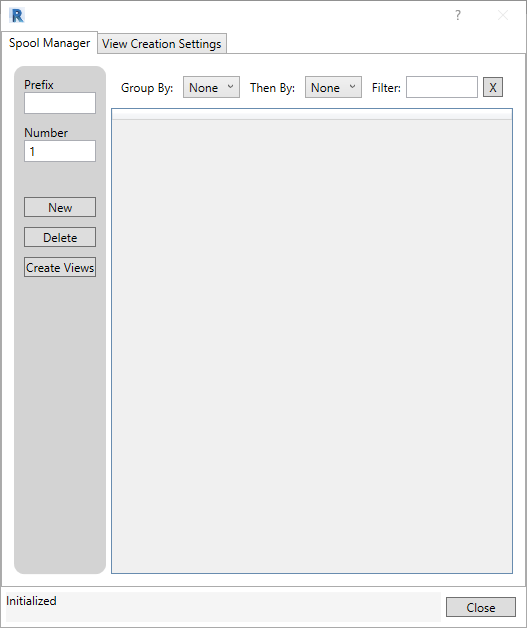 R
?
Spool Manager View Creation Settings
Prefix
Group By: None Then By: None Filter: X
Number
1
New
Delete
Create Views
Initialized
Close